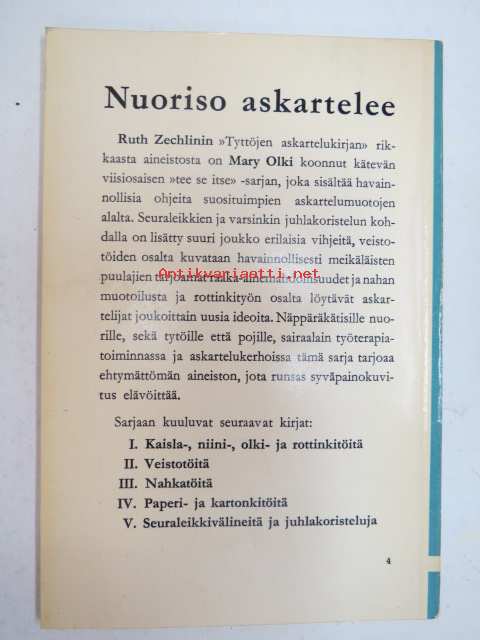 Nuoriso askartelee
Ruth Zechlinin »Tyttöjen askartelukirjan» rik-
kaasta aineistosta on Mary Olki koonnut kätevän
viisiosaisen »tee se itse» -sarjan, joka sisältää havain-
nollisia ohjeita suosituimpien askartelumuotojen
alalta. Seuraleikkien ja varsinkin juhlakoristelun koh-
dalla on lisätty suuri joukko erilaisia vihjeitä, veisto-
töiden osalta kuvataan havainnollisesti meikäläisten
puulajien tarjoamat raaka-ainemahdollisuudet ja nahan
Antikvariaatti.net
muotoilusta ja rottinkityön osalta löytävät askar-
telijat joukoittain uusia ideoita. Näppäräkätisille nuo-
rille, sekä tytöille että pojille, sairaalain työterapia-
toiminnassa ja askartelukerhoissa tämä sarja tarjoaa
ehtymättömän aineiston, jota runsas syväpainokuvi-
tus elävöittää.
Sarjaan kuuluvat seuraavat kirjat:
I. Kaisla-, niini-, olki- ja rottinkitöitä
II. Veistotöitä
III. Nahkatöitä
IV. Paperi- ja kartonkitöitä
V. Seuraleikkivälineitä ja juhlakoristeluja
4